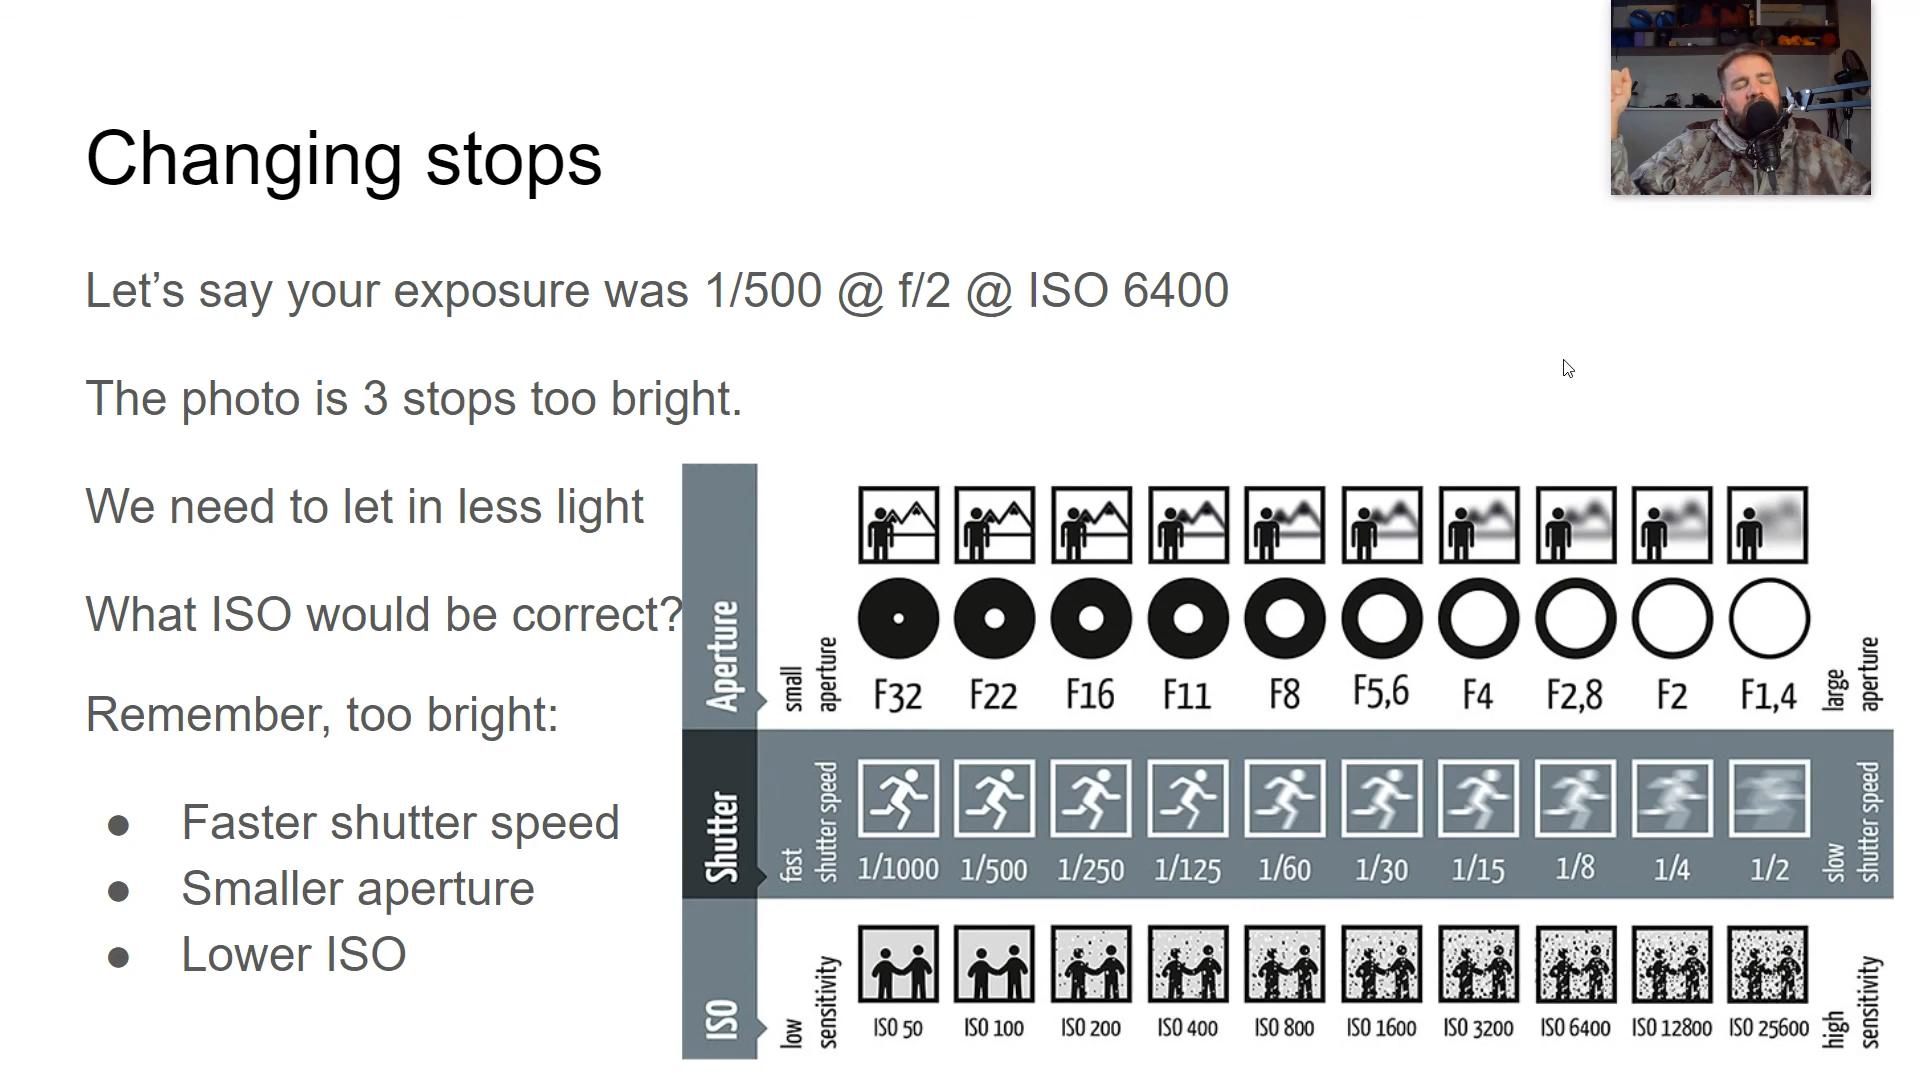 Changing stops
Let’s say your exposure was 1/500 @ f/2 @ ISO 6400
The photo is 3 stops too bright.
We need to let in less light
What ISO would be correct?
Remember, too bright:
● Faster shutter speed
● Smaller aperture
● Lower ISO
Aperture
small
aperture
F32 F22 F16 F11 F8 F5,6 F4 F2,8 F2 F1,4
large
aperture
Shutter
fast
shutter speed
1/1000 1/500 1/250 1/125 1/60 1/30 1/15 1/8 1/4 1/2
slow
shutter speed
ISO
low
sensitivity
ISO 50 ISO 100 ISO 200 ISO 400 ISO 800 ISO 1600 ISO 3200 ISO 6400 ISO 12800 ISO 25600
high
sensitivity